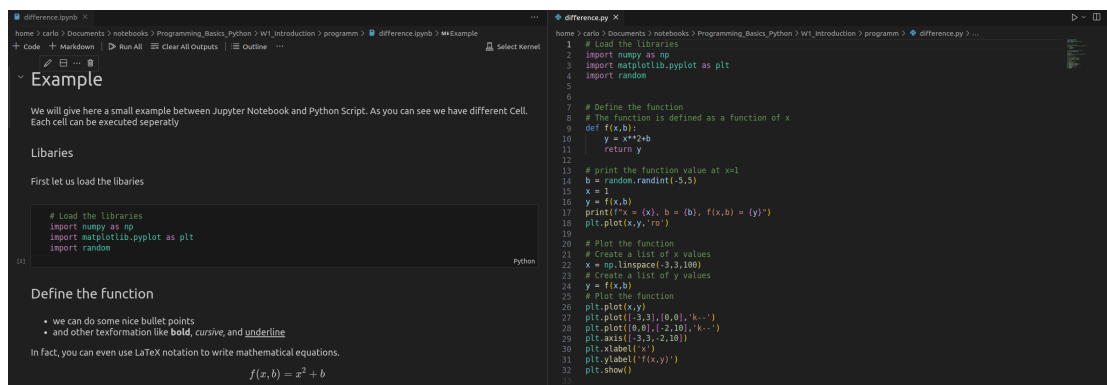 difference.ipynb ×
home > carlo > Documents > notebooks > Programming_Basics_Python > W1_Introduction > programm > difference.ipynb > M↓Example
+ Code + Markdown | Run All Clear All Outputs | Outline ...
Select Kernel
Example
We will give here a small example between Jupyter Notebook and Python Script. As you can see we have different Cell.
Each cell can be executed seperatly
Libaries
First let us load the libaries
# Load the libraries
import numpy as np
import matplotlib.pyplot as plt
import random
Python
Define the function
• we can do some nice bullet points
• and other texformation like bold, cursive, and underline
In fact, you can even use LaTeX notation to write mathematical equations.
f(x, b) = x² + b
difference.py ×
home > carlo > Documents > notebooks > Programming_Basics_Python > W1_Introduction > programm > difference.py > ...
1 # Load the libraries
2 import numpy as np
3 import matplotlib.pyplot as plt
4 import random
5
6
7 # Define the function
8 # The function is defined as a function of x
9 def f(x,b):
10 y = x**2+b
11 return y
12
13 # print the function value at x=1
14 b = random.randint(-5,5)
15 x = 1
16 y = f(x,b)
17 print(f"x = {x}, b = {b}, f(x,b) = {y}")
18 plt.plot(x,y,'ro')
19
20 # Plot the function
21 # Create a list of x values
22 x = np.linspace(-3,3,100)
23 # Create a list of y values
24 y = f(x,b)
25 # Plot the function
26 plt.plot(x,y)
27 plt.plot([-3,3],[0,0],'k--')
28 plt.plot([0,0],[-2,10],'k--')
29 plt.axis([-3,3,-2,10])
30 plt.xlabel('x')
31 plt.ylabel('f(x,y)')
32 plt.show()
33